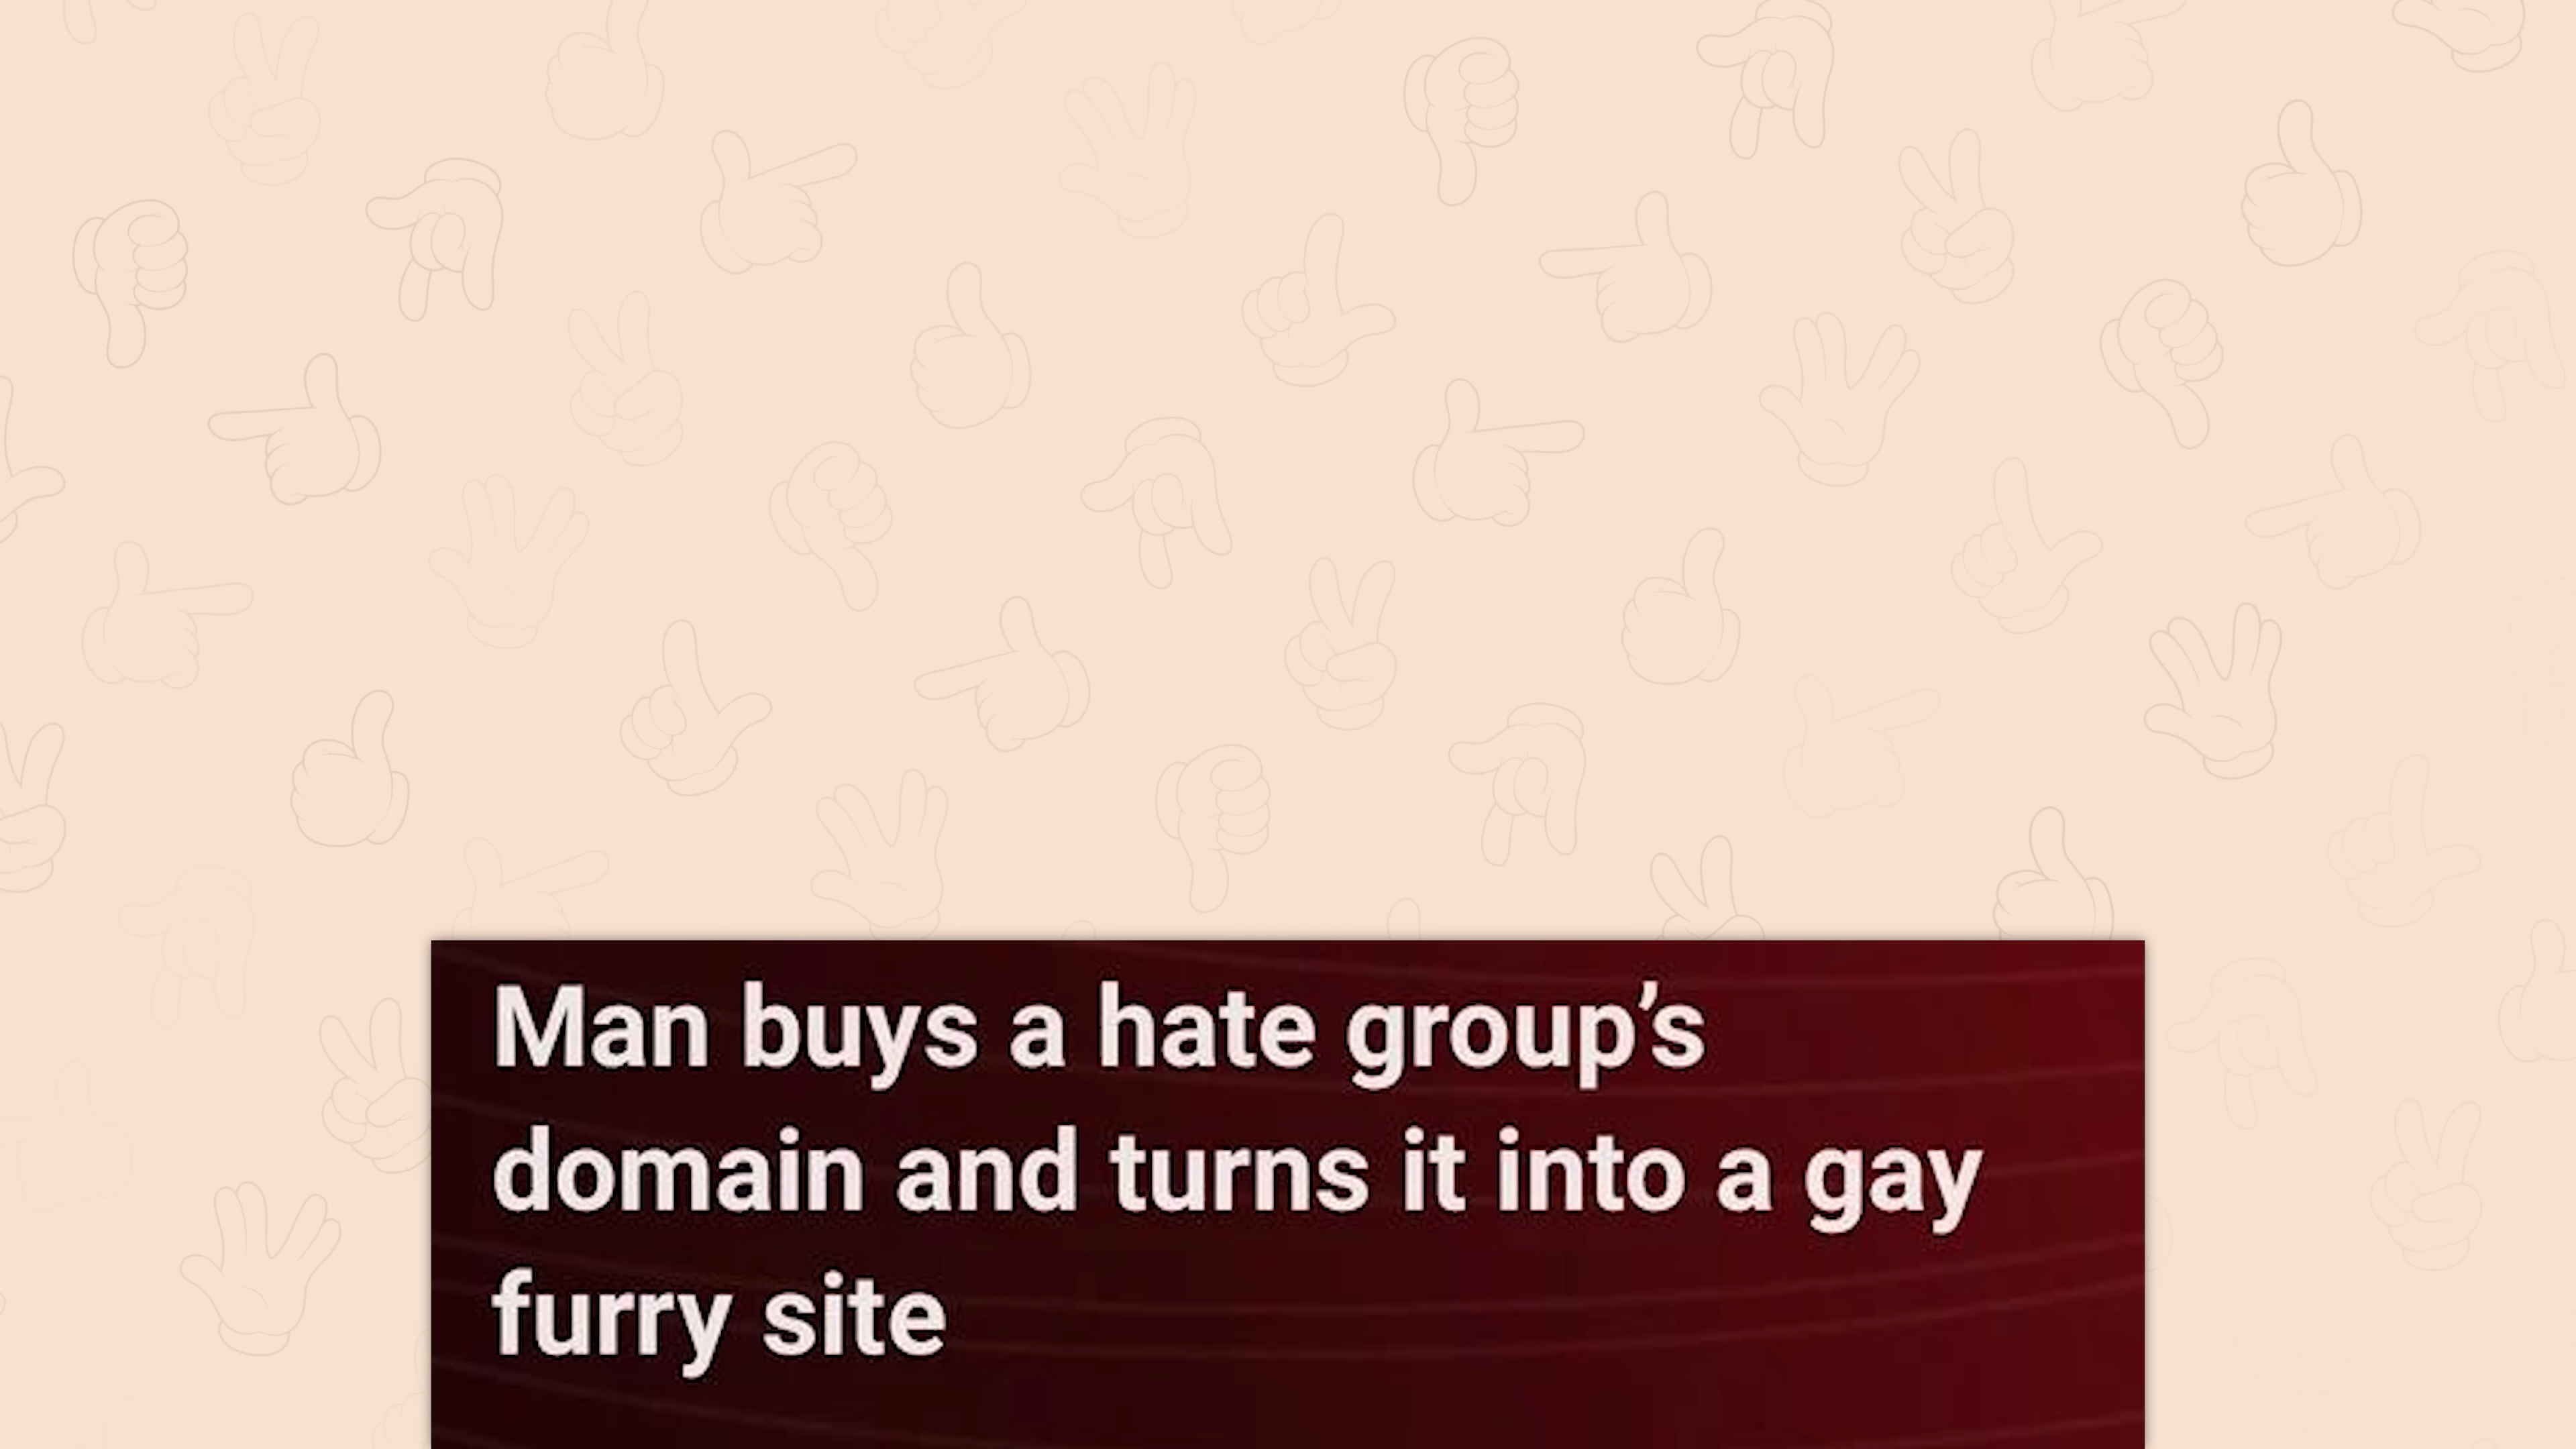 Man buys a hate group’s
domain and turns it into a gay
furry site